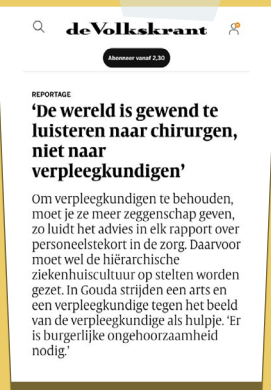 de Volkskrant
Abonneer vanaf 2,30
REPORTAGE
‘De wereld is gewend te
luisteren naar chirurgen,
niet naar
verpleegkundigen’
Om verpleegkundigen te behouden,
moet je ze meer zeggenschap geven,
zo luidt het advies in elk rapport over
personeelstekort in de zorg. Daarvoor
moet wel de hiërarchische
ziekenhuiscultuur op stelten worden
gezet. In Gouda strijden een arts en
een verpleegkundige tegen het beeld
van de verpleegkundige als hulpje. ‘Er
is burgerlijke ongehoorzaamheid
nodig.’